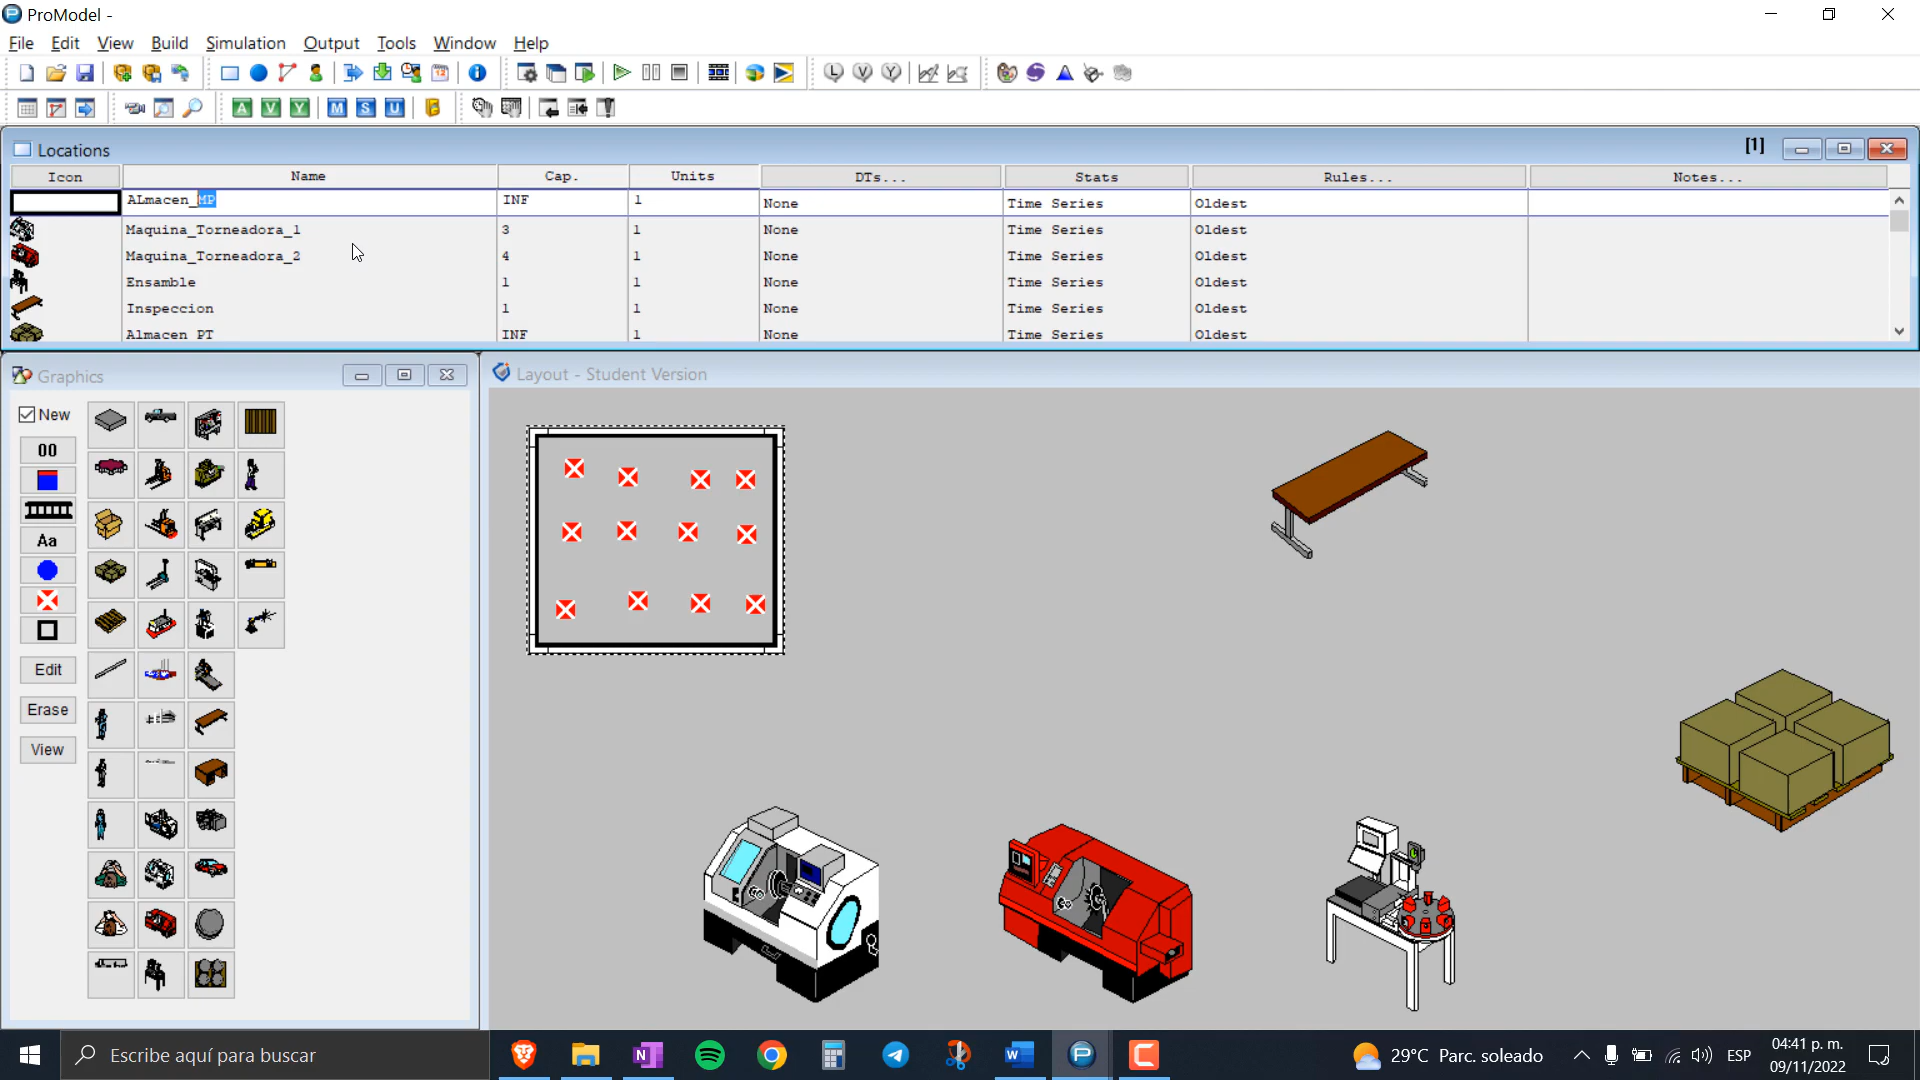 ProModel -
File Edit View Build Simulation Output Tools Window Help
L V Y
A V Y M S U
Locations [1]
Icon Name Cap. Units DTs... Stats Rules... Notes...
ALmacen_MP INF 1 None Time Series Oldest
Maquina_Torneadora_1 3 1 None Time Series Oldest
Maquina_Torneadora_2 4 1 None Time Series Oldest
Ensamble 1 1 None Time Series Oldest
Inspeccion 1 1 None Time Series Oldest
Almacen PT INF 1 None Time Series Oldest
Graphics
Layout - Student Version
New
00
Aa
Edit
Erase
View
Escribe aquí para buscar
29°C Parc. soleado
ESP
04:41 p. m.
09/11/2022